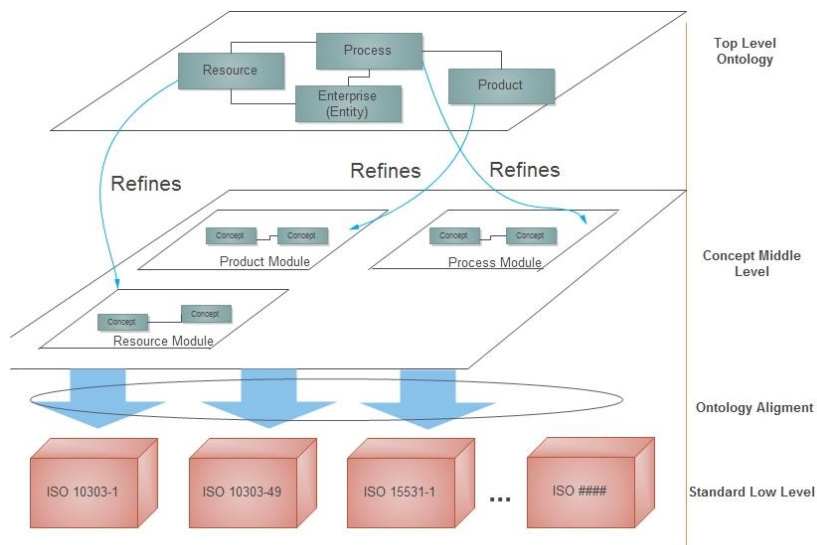 Top Level
Ontology
Process
Resource
Enterprise
(Entity)
Product
Refines
Refines
Refines
Concept
Concept
Product Module
Concept
Concept
Process Module
Concept Middle
Level
Concept
Concept
Resource Module
Ontology Aligment
ISO 10303-1
ISO 10303-49
ISO 15531-1
...
ISO ####
Standard Low Level